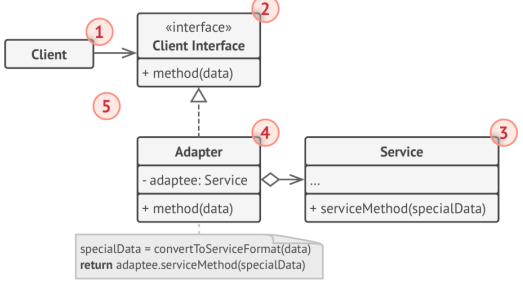 1
Client
2
«interface»
Client Interface
+ method(data)
5
4
Adapter
- adaptee: Service
+ method(data)
3
Service
...
+ serviceMethod(specialData)
specialData = convertToServiceFormat(data)
return adaptee.serviceMethod(specialData)